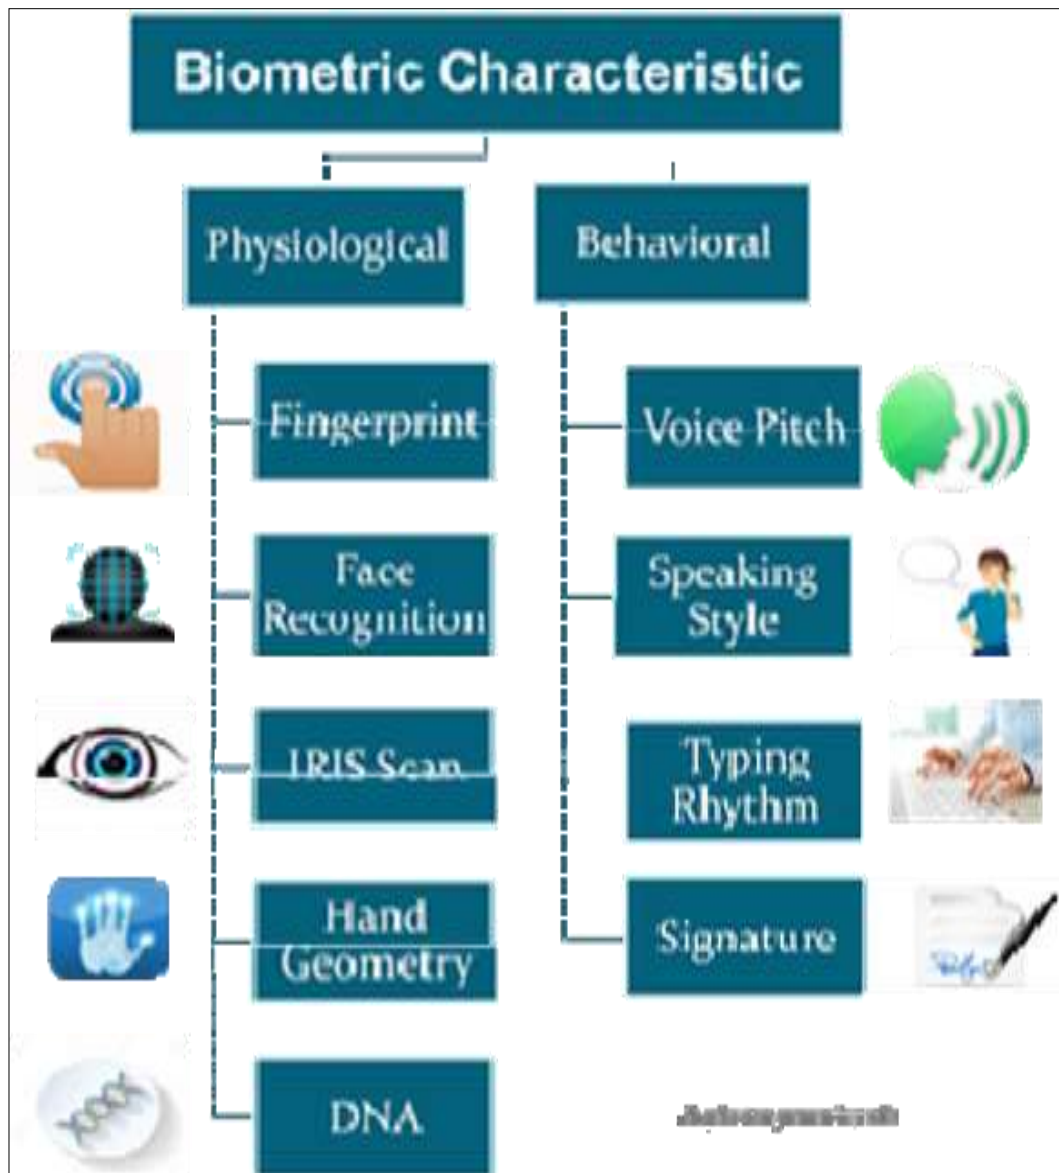 Biometric Characteristic
Physiological
Behavioral
Fingerprint
Face
Recognition
IRIS Scan
Hand
Geometry
DNA
Voice Pitch
Speaking
Style
Typing
Rhythm
Signature